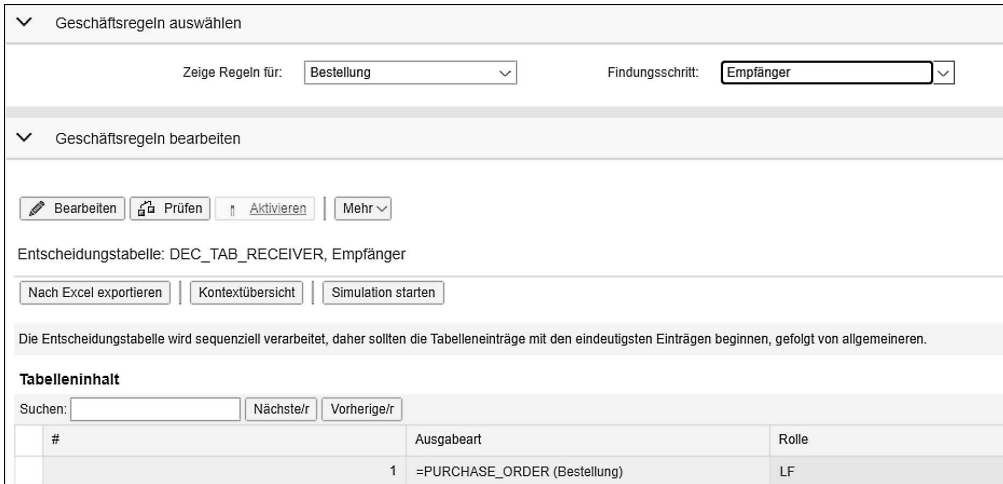 Geschäftsregeln auswählen
Zeige Regeln für: Bestellung Findungsschritt: Empfänger
Geschäftsregeln bearbeiten
Bearbeiten Prüfen Aktivieren Mehr
Entscheidungstabelle: DEC_TAB_RECEIVER, Empfänger
Nach Excel exportieren Kontextübersicht Simulation starten
Die Entscheidungstabelle wird sequenziell verarbeitet, daher sollten die Tabelleneinträge mit den eindeutigsten Einträgen beginnen, gefolgt von allgemeineren.
Tabelleninhalt
Suchen: Nächste/r Vorherige/r
# Ausgabeart Rolle
1 =PURCHASE_ORDER (Bestellung) LF